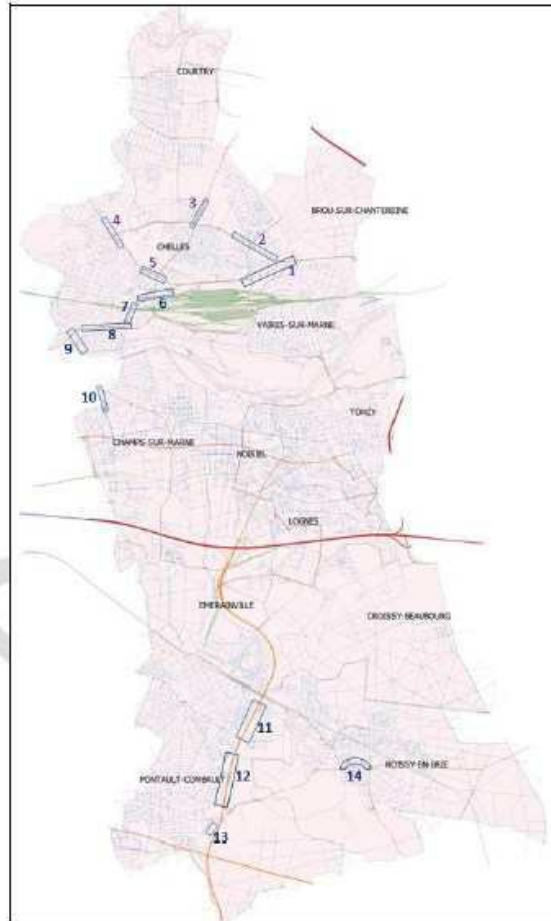 COURTRY
3
BROU-SUR-CHANTEREINE
4
2
CHELLES
5
1
6
7
VAIRES-SUR-MARNE
8
9
10
TORCY
CHAMPS-SUR-MARNE
NOISIEL
LOGNES
EMERAINVILLE
CROISSY-BEAUBOURG
11
ROISSY-EN-BRIE
14
12
PONTAULT-COMBAULT
13